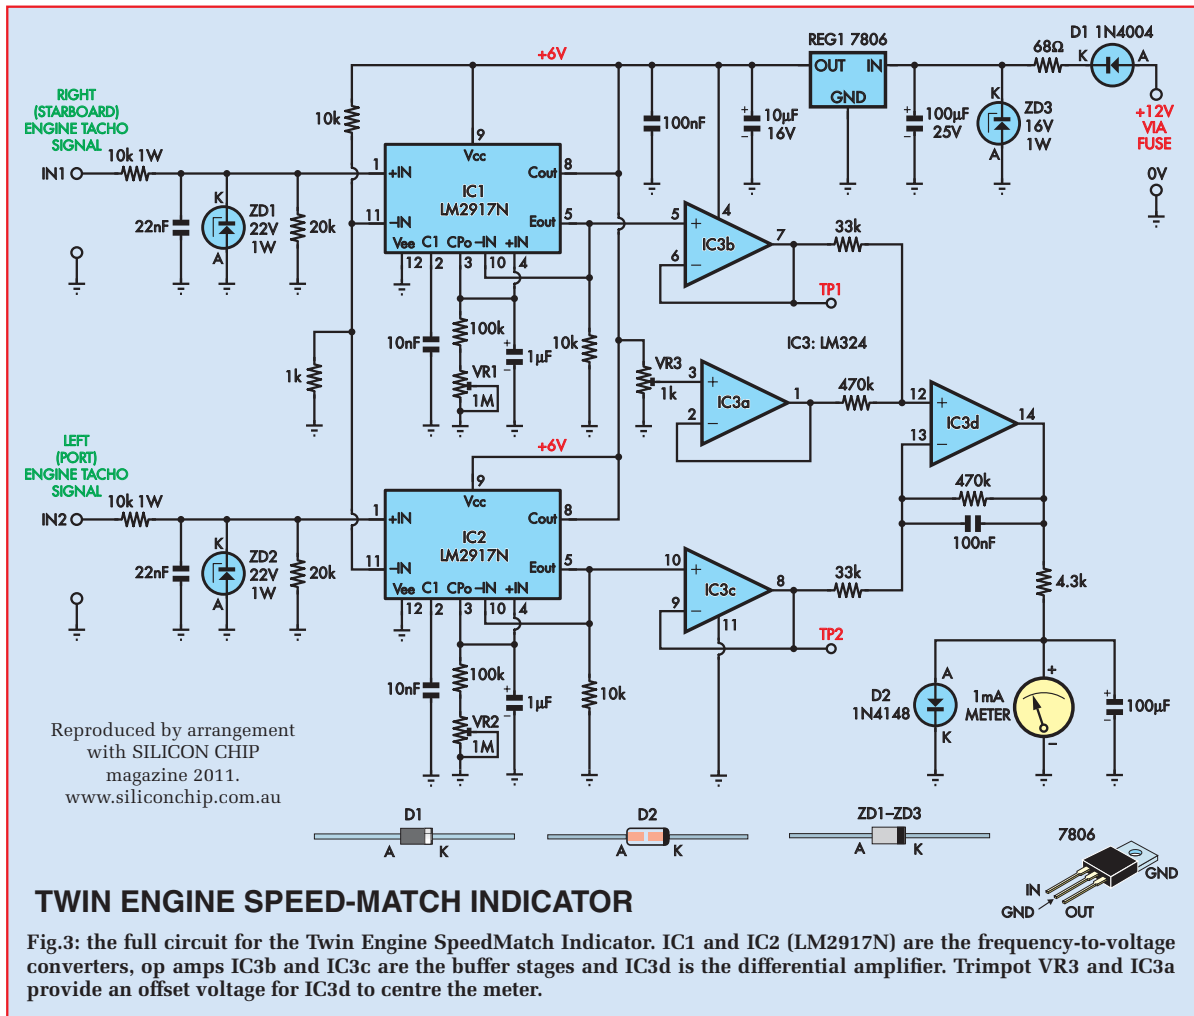 REG1 7806
D1 1N4004
+6V
OUT IN
GND
68Ω
K A
RIGHT
(STARBOARD)
ENGINE TACHO
SIGNAL
10k
100nF
10µF
16V
100µF
25V
K
A
ZD3
16V
1W
+12V
VIA
FUSE
0V
IN1
10k 1W
22nF
K
A
ZD1
22V
1W
20k
1
11
9
Vcc
+IN
–IN
IC1
LM2917N
Cout
Eout
8
5
Vee C1 CPo –IN +IN
12 2 3 10 4
10nF
100k
VR1
1M
1µF
10k
1k
5
6
+
–
IC3b
4
7
33k
TP1
IC3: LM324
VR3
1k
3
2
+
–
IC3a
1
470k
12
13
+
–
IC3d
14
470k
100nF
4.3k
LEFT
(PORT)
ENGINE TACHO
SIGNAL
IN2
10k 1W
22nF
K
A
ZD2
22V
1W
20k
+6V
1
11
9
Vcc
+IN
–IN
IC2
LM2917N
Cout
Eout
8
5
Vee C1 CPo –IN +IN
12 2 3 10 4
10nF
100k
VR2
1M
1µF
10k
10
9
+
–
IC3c
11
8
33k
TP2
D2
1N4148
A
K
1mA
METER
+
–
100µF
Reproduced by arrangement
with SILICON CHIP
magazine 2011.
www.siliconchip.com.au
D1
A K
D2
A K
ZD1–ZD3
A K
7806
GND
IN
GND
OUT
TWIN ENGINE SPEED-MATCH INDICATOR
Fig.3: the full circuit for the Twin Engine SpeedMatch Indicator. IC1 and IC2 (LM2917N) are the frequency-to-voltage
converters, op amps IC3b and IC3c are the buffer stages and IC3d is the differential amplifier. Trimpot VR3 and IC3a
provide an offset voltage for IC3d to centre the meter.